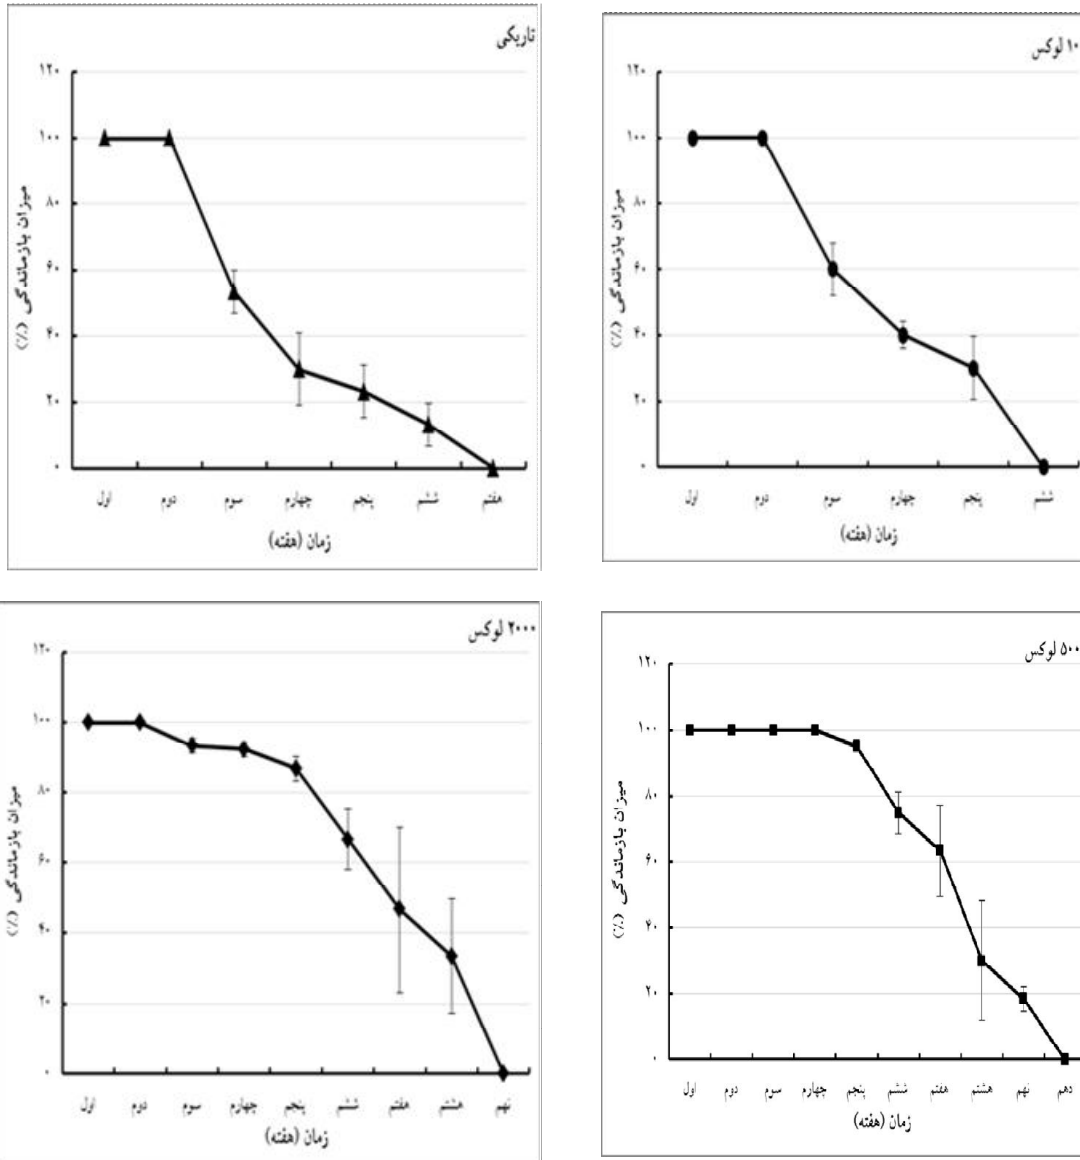 تاریکی
۱۲۰
۱۰۰
۸۰
۶۰
۴۰
۲۰
۰
میزان بازماندگی (٪)
اول دوم سوم چهارم پنجم ششم هفتم
زمان (هفته)
۱۰ لوکس
۱۲۰
۱۰۰
۸۰
۶۰
۴۰
۲۰
۰
میزان بازماندگی (٪)
اول دوم سوم چهارم پنجم ششم
زمان (هفته)
۲۰۰۰ لوکس
۱۲۰
۱۰۰
۸۰
۶۰
۴۰
۲۰
۰
میزان بازماندگی (٪)
اول دوم سوم چهارم پنجم ششم هفتم هشتم نهم
زمان (هفته)
۵۰۰ لوکس
۱۲۰
۱۰۰
۸۰
۶۰
۴۰
۲۰
۰
میزان بازماندگی (٪)
اول دوم سوم چهارم پنجم ششم هفتم هشتم نهم دهم
زمان (هفته)